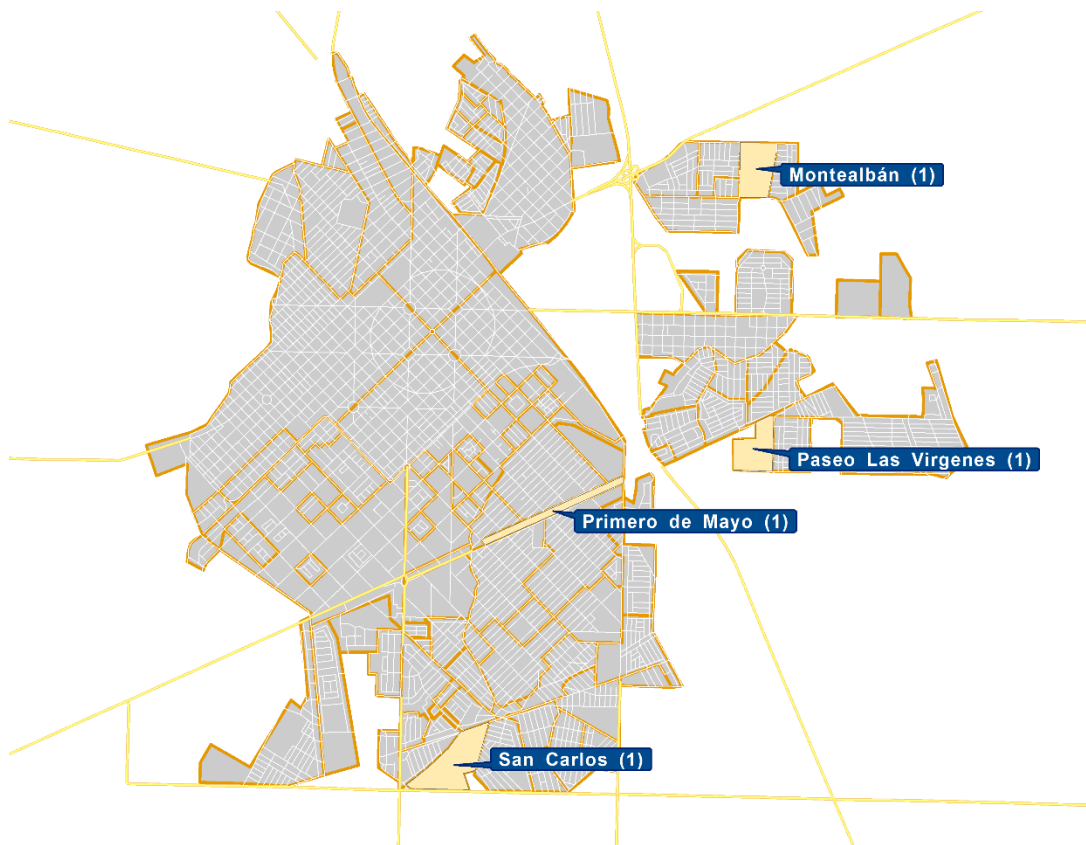 Montealbán (1)
Paseo Las Virgenes (1)
Primero de Mayo (1)
San Carlos (1)